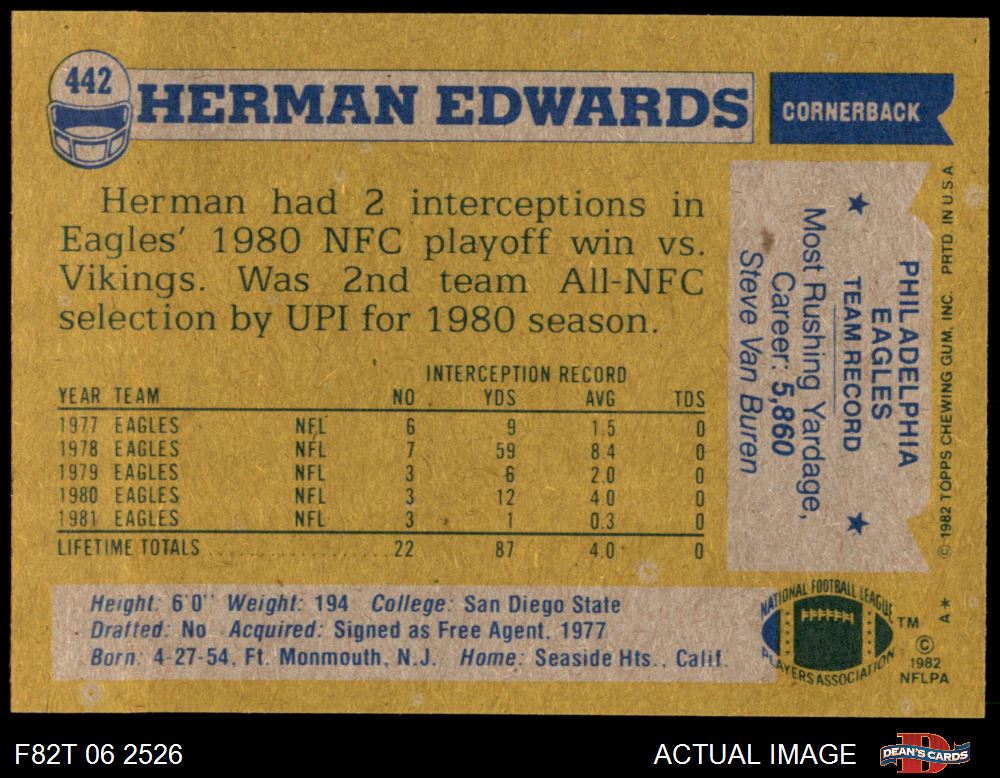 442
HERMAN EDWARDS
CORNERBACK
Herman had 2 interceptions in
Eagles' 1980 NFC playoff win vs.
Vikings. Was 2nd team All-NFC
selection by UPI for 1980 season.
INTERCEPTION RECORD
YEAR TEAM NO YDS AVG TDS
1977 EAGLES NFL 6 9 1.5 0
1978 EAGLES NFL 7 59 8.4 0
1979 EAGLES NFL 3 6 2.0 0
1980 EAGLES NFL 3 12 4.0 0
1981 EAGLES NFL 3 1 0.3 0
LIFETIME TOTALS 22 87 4.0 0
PHILADELPHIA
EAGLES
TEAM RECORD
Most Rushing Yardage,
Career: 5,860
Steve Van Buren
© 1982 TOPPS CHEWING GUM, INC. PRTD. IN U.S.A.
Height: 6'0" Weight: 194 College: San Diego State
Drafted: No Acquired: Signed as Free Agent, 1977
Born: 4-27-54, Ft. Monmouth, N.J. Home: Seaside Hts., Calif.
NATIONAL FOOTBALL LEAGUE
PLAYERS ASSOCIATION
TM
A*
©
1982
NFLPA
F82T 06 2526
ACTUAL IMAGE
D
DEAN'S CARDS